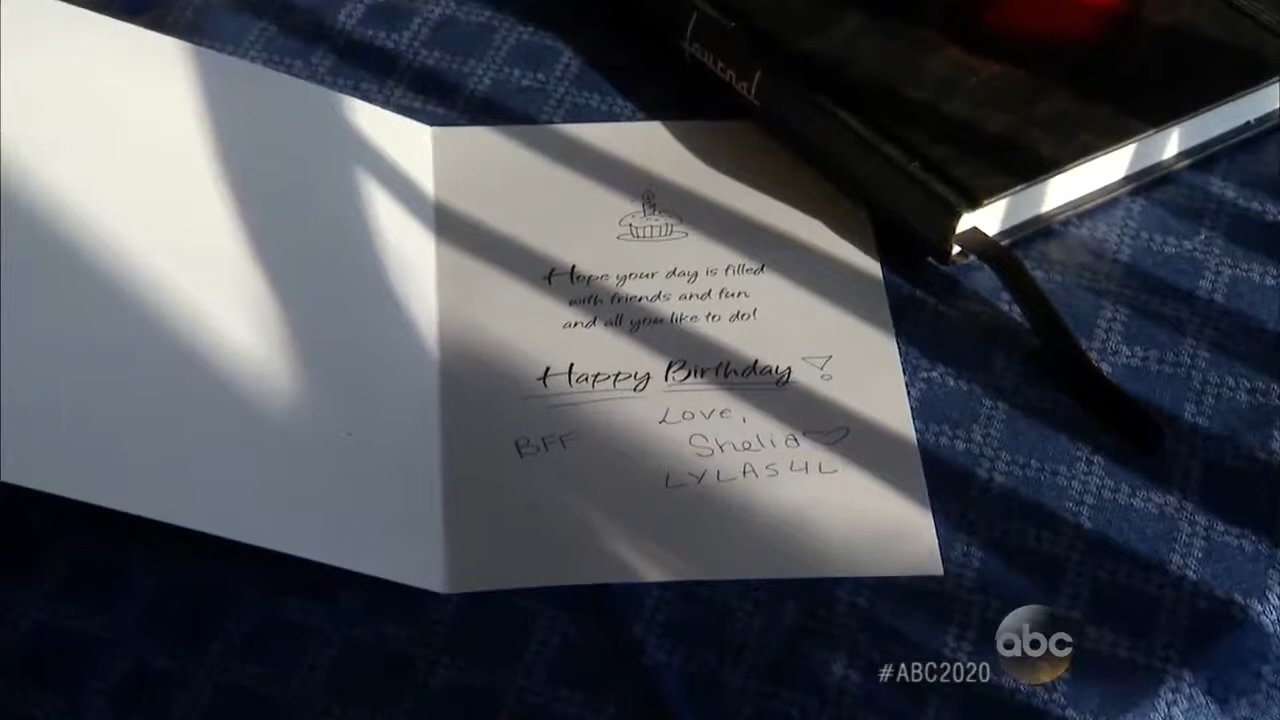 Journal
Hope your day is filled
with friends and fun
and all you like to do!
Happy Birthday!
Love,
BFF Shelia
LYLAS4L
abc
#ABC2020